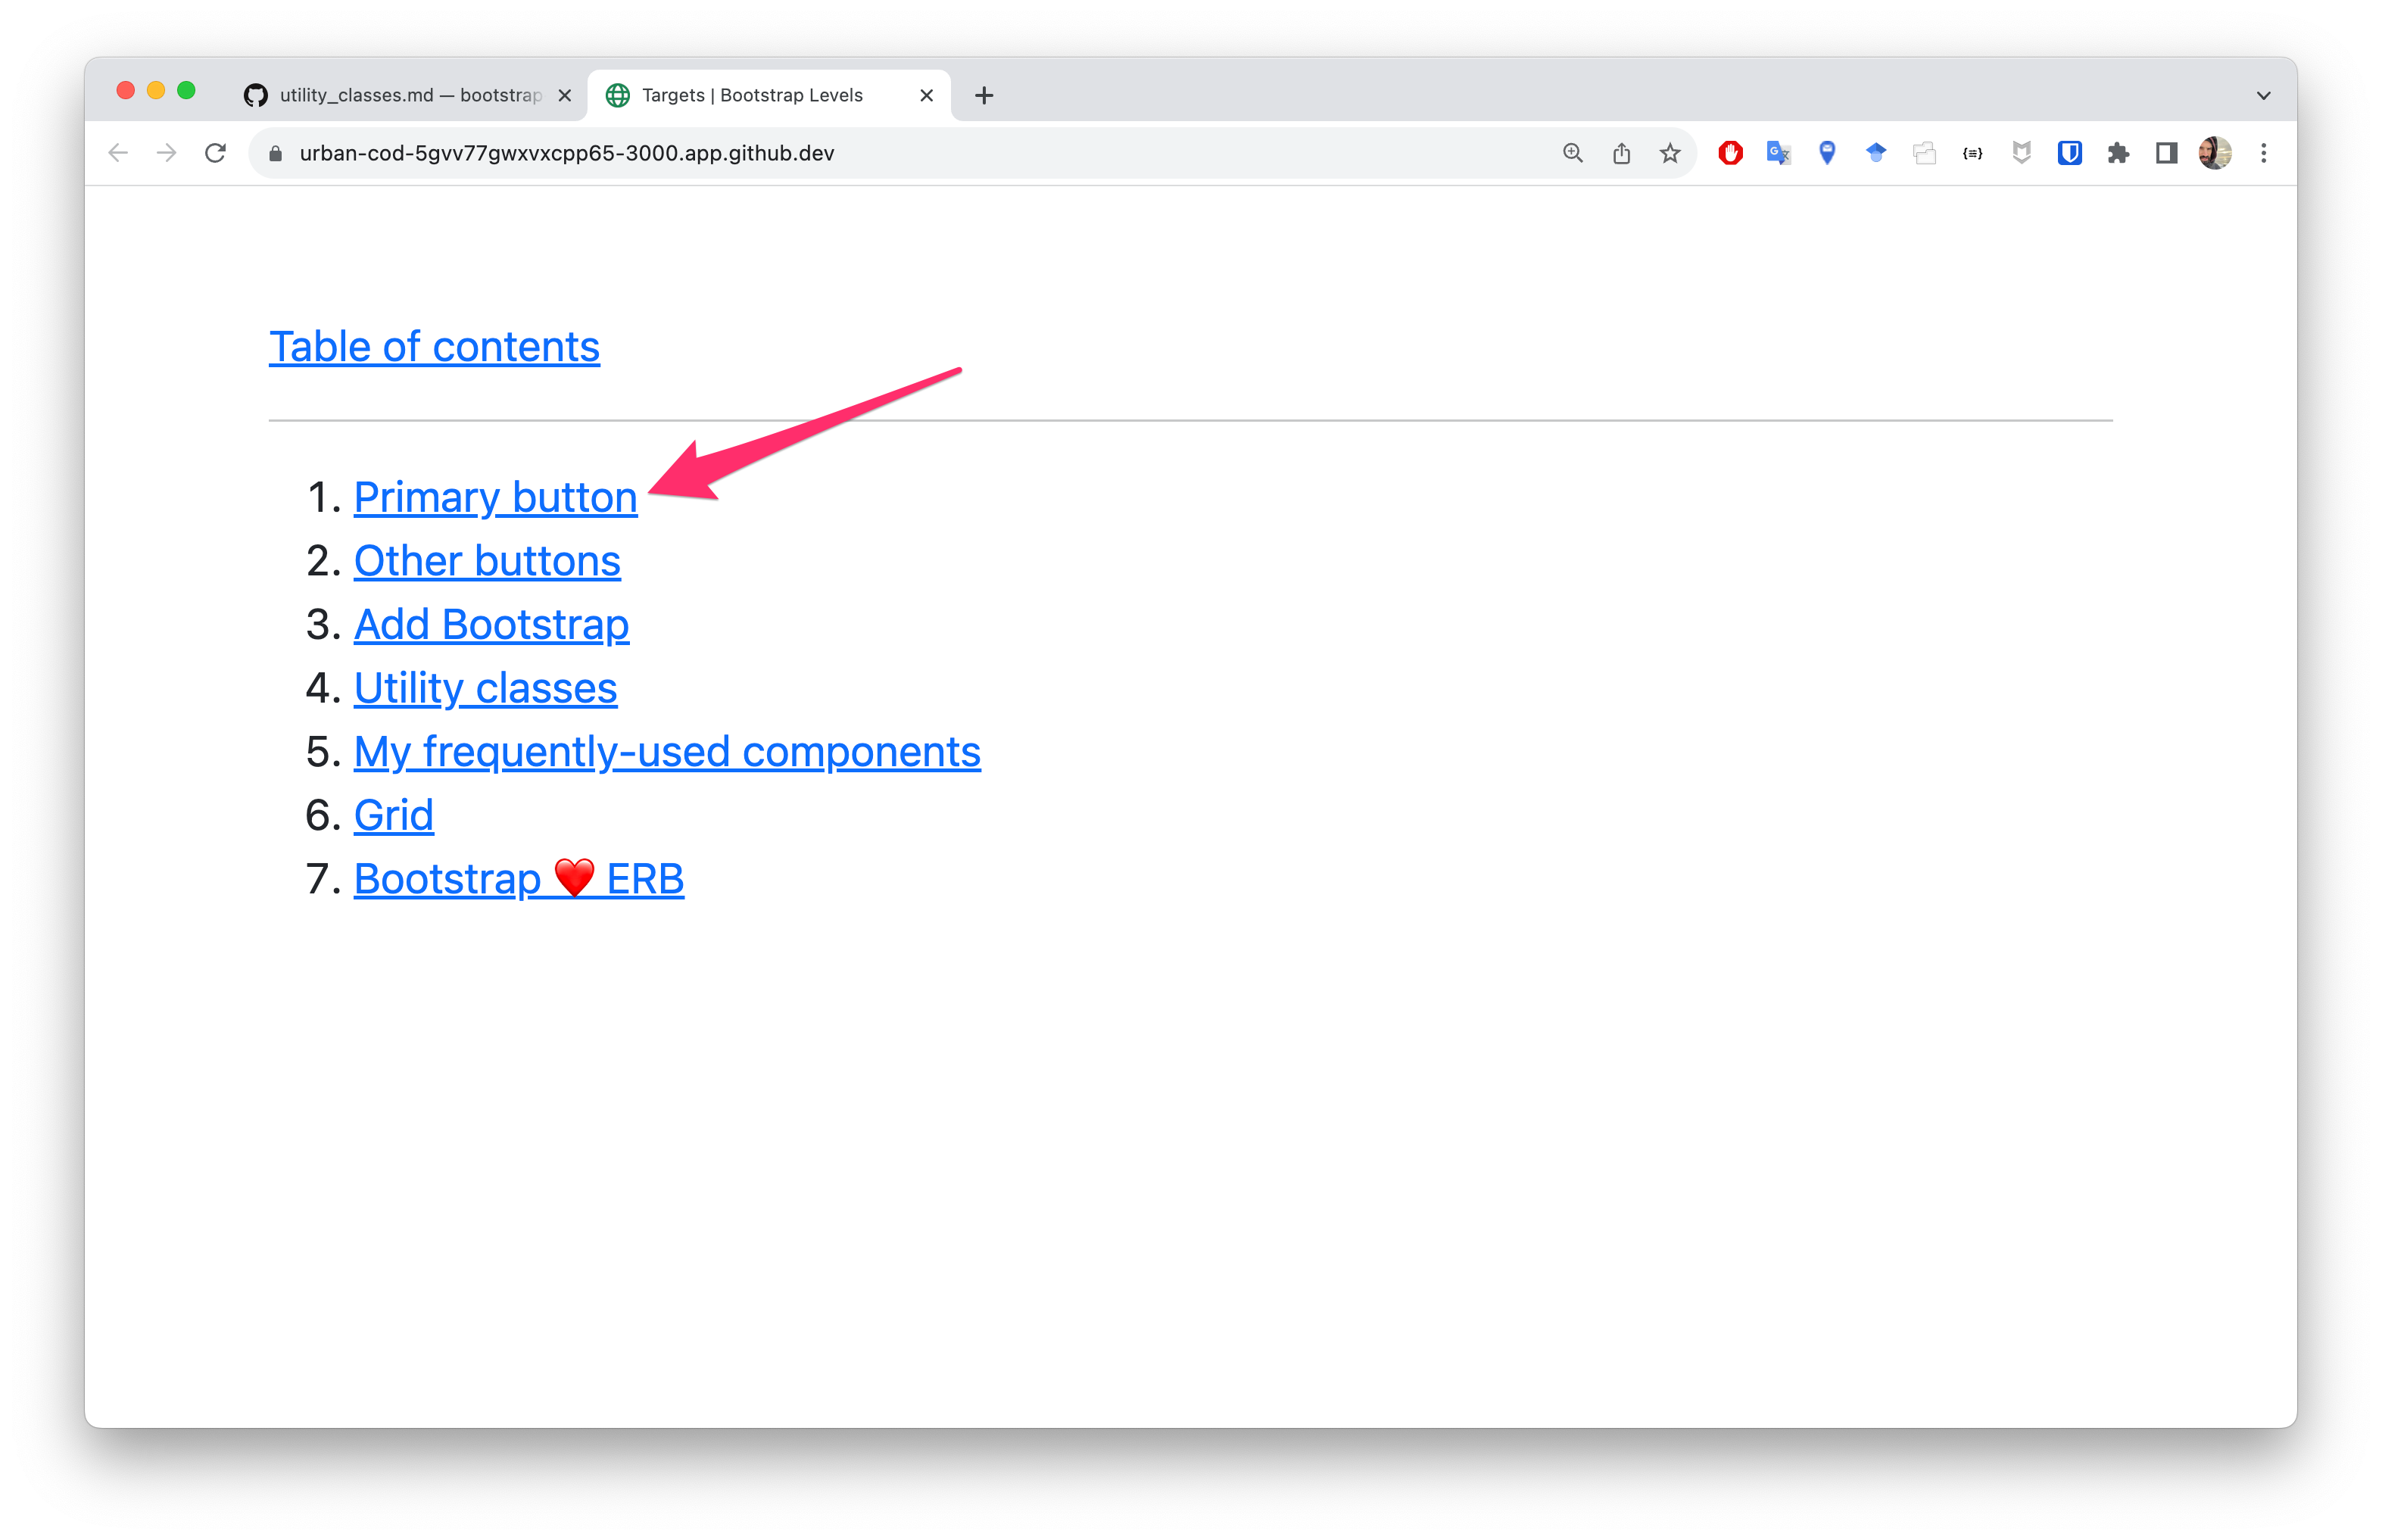 utility_classes.md — bootstrap
Targets | Bootstrap Levels
urban-cod-5gvv77gwxvxcpp65-3000.app.github.dev
Table of contents
1. Primary button
2. Other buttons
3. Add Bootstrap
4. Utility classes
5. My frequently-used components
6. Grid
7. Bootstrap ❤️ ERB